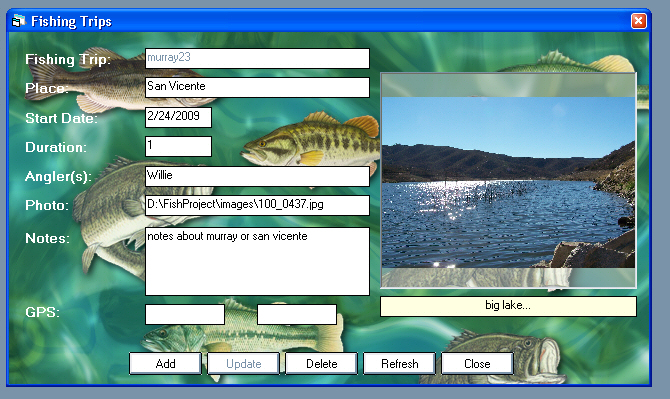 Fishing Trips
Fishing Trip: murray23
Place: San Vicente
Start Date: 2/24/2009
Duration: 1
Angler(s): Willie
Photo: D:\FishProject\images\100_0437.jpg
Notes: notes about murray or san vicente
big lake...
GPS:
Add Update Delete Refresh Close